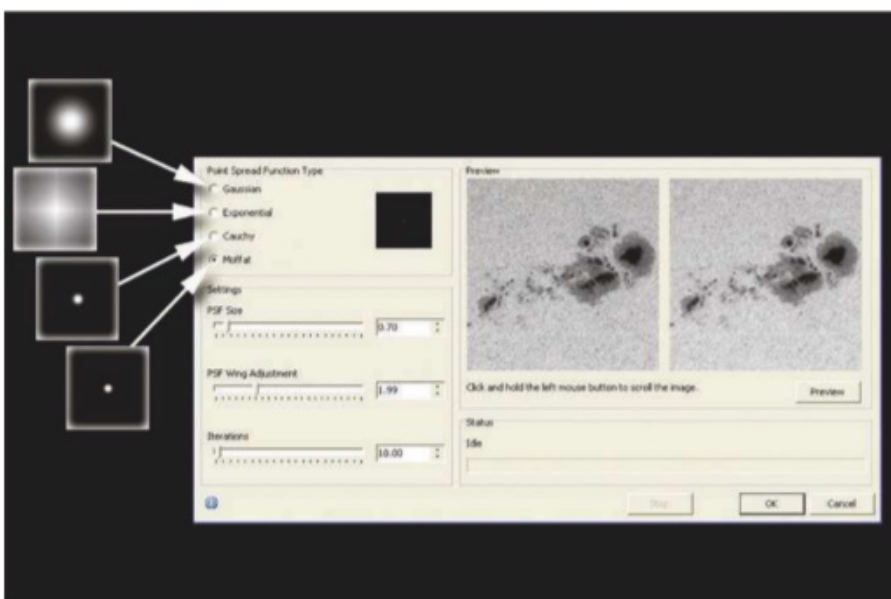 Point Spread Function Type
Gaussian
Exponential
Cauchy
Moffat
Settings
PSF Size
0.70
PSF Wing Adjustment
1.99
Iterations
10.00
Preview
Click and hold the left mouse button to scroll the image.
Preview
Status
Idle
Stop
OK
Cancel